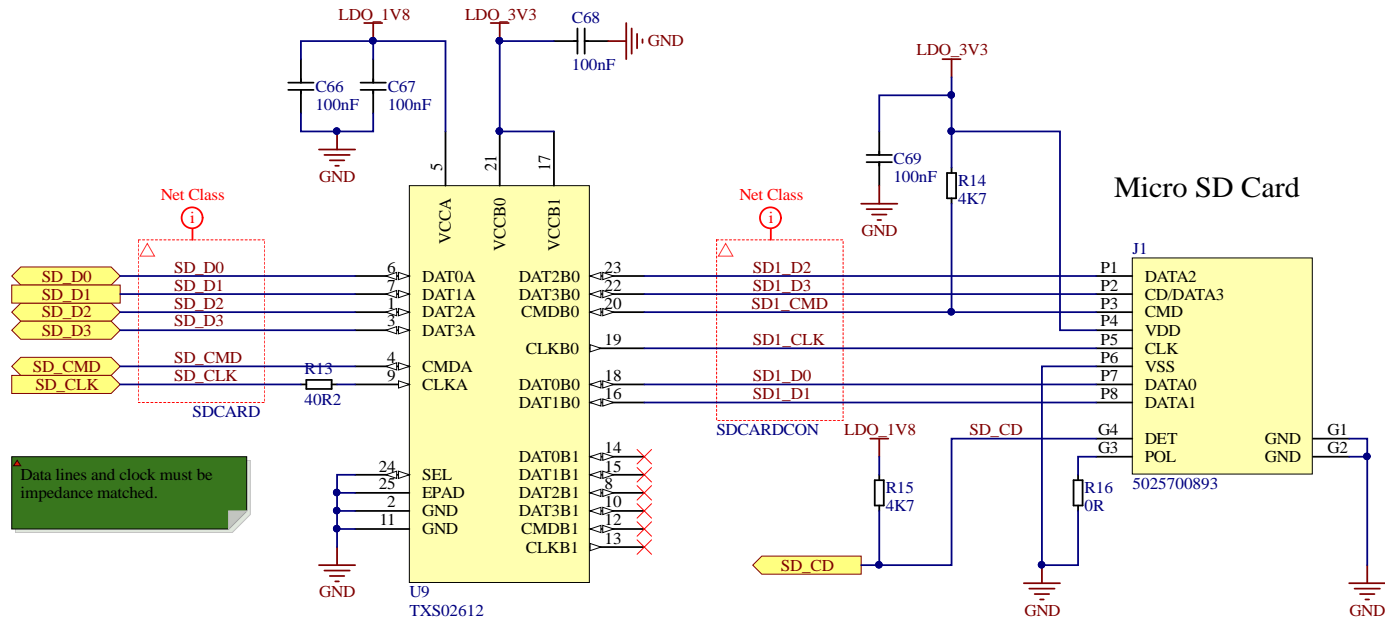 LDO_1V8
LDO_3V3
C68
GND
100nF
LDO_3V3
C66
100nF
C67
100nF
GND
5
21
17
C69
100nF
GND
R14
4K7
Micro SD Card
Net Class
i
Net Class
i
VCCA
VCCB0
VCCB1
J1
SD_D0
SD_D0
6
DAT0A
DAT2B0
23
SD1_D2
P1
DATA2
SD_D1
SD_D1
7
DAT1A
DAT3B0
22
SD1_D3
P2
CD/DATA3
SD_D2
SD_D2
1
DAT2A
CMDB0
20
SD1_CMD
P3
CMD
SD_D3
SD_D3
3
DAT3A
P4
VDD
CLKB0
19
SD1_CLK
P5
CLK
SD_CMD
SD_CMD
4
CMDA
P6
VSS
SD_CLK
SD_CLK
R13
40R2
9
CLKA
DAT0B0
18
SD1_D0
P7
DATA0
DAT1B0
16
SD1_D1
P8
DATA1
SDCARD
SDCARDCON
LDO_1V8
SD_CD
G4
DET
GND
G1
G3
POL
GND
G2
5025700893
Data lines and clock must be
impedance matched.
24
SEL
25
EPAD
2
GND
11
GND
DAT0B1
14
DAT1B1
15
DAT2B1
8
DAT3B1
10
CMDB1
12
CLKB1
13
R15
4K7
R16
0R
SD_CD
GND
U9
TXS02612
GND
GND